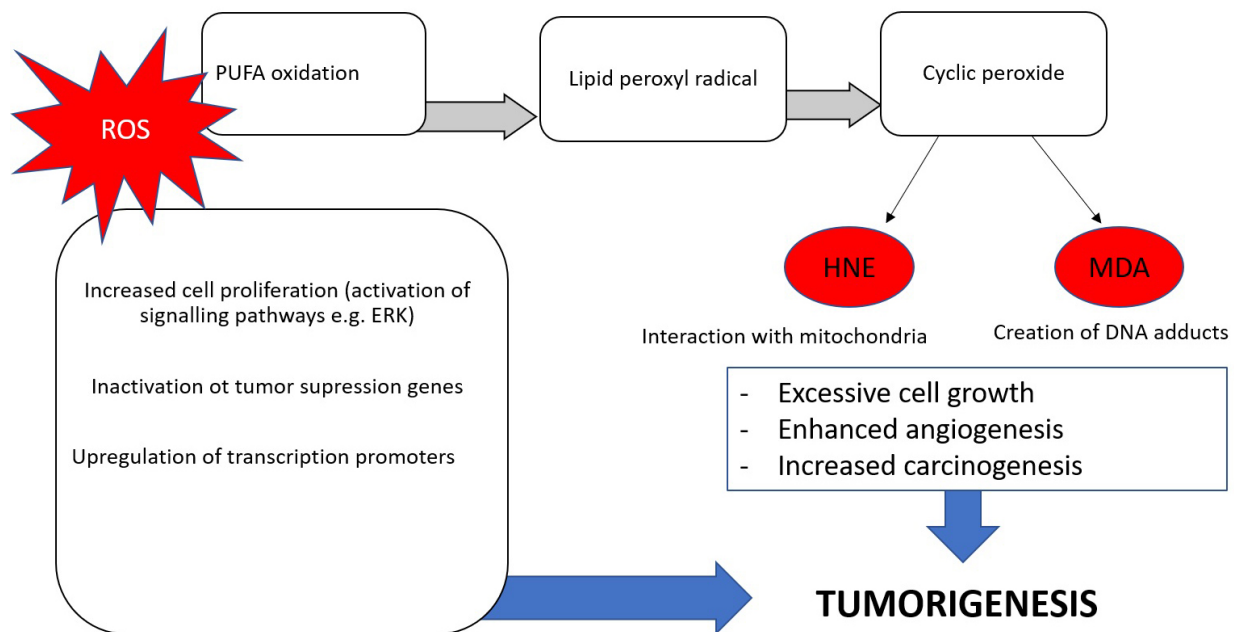 PUFA oxidation
Lipid peroxyl radical
Cyclic peroxide
ROS
HNE
MDA
Interaction with mitochondria
Creation of DNA adducts
Increased cell proliferation (activation of
signalling pathways e.g. ERK)
Inactivation ot tumor supression genes
Upregulation of transcription promoters
- Excessive cell growth
- Enhanced angiogenesis
- Increased carcinogenesis
TUMORIGENESIS